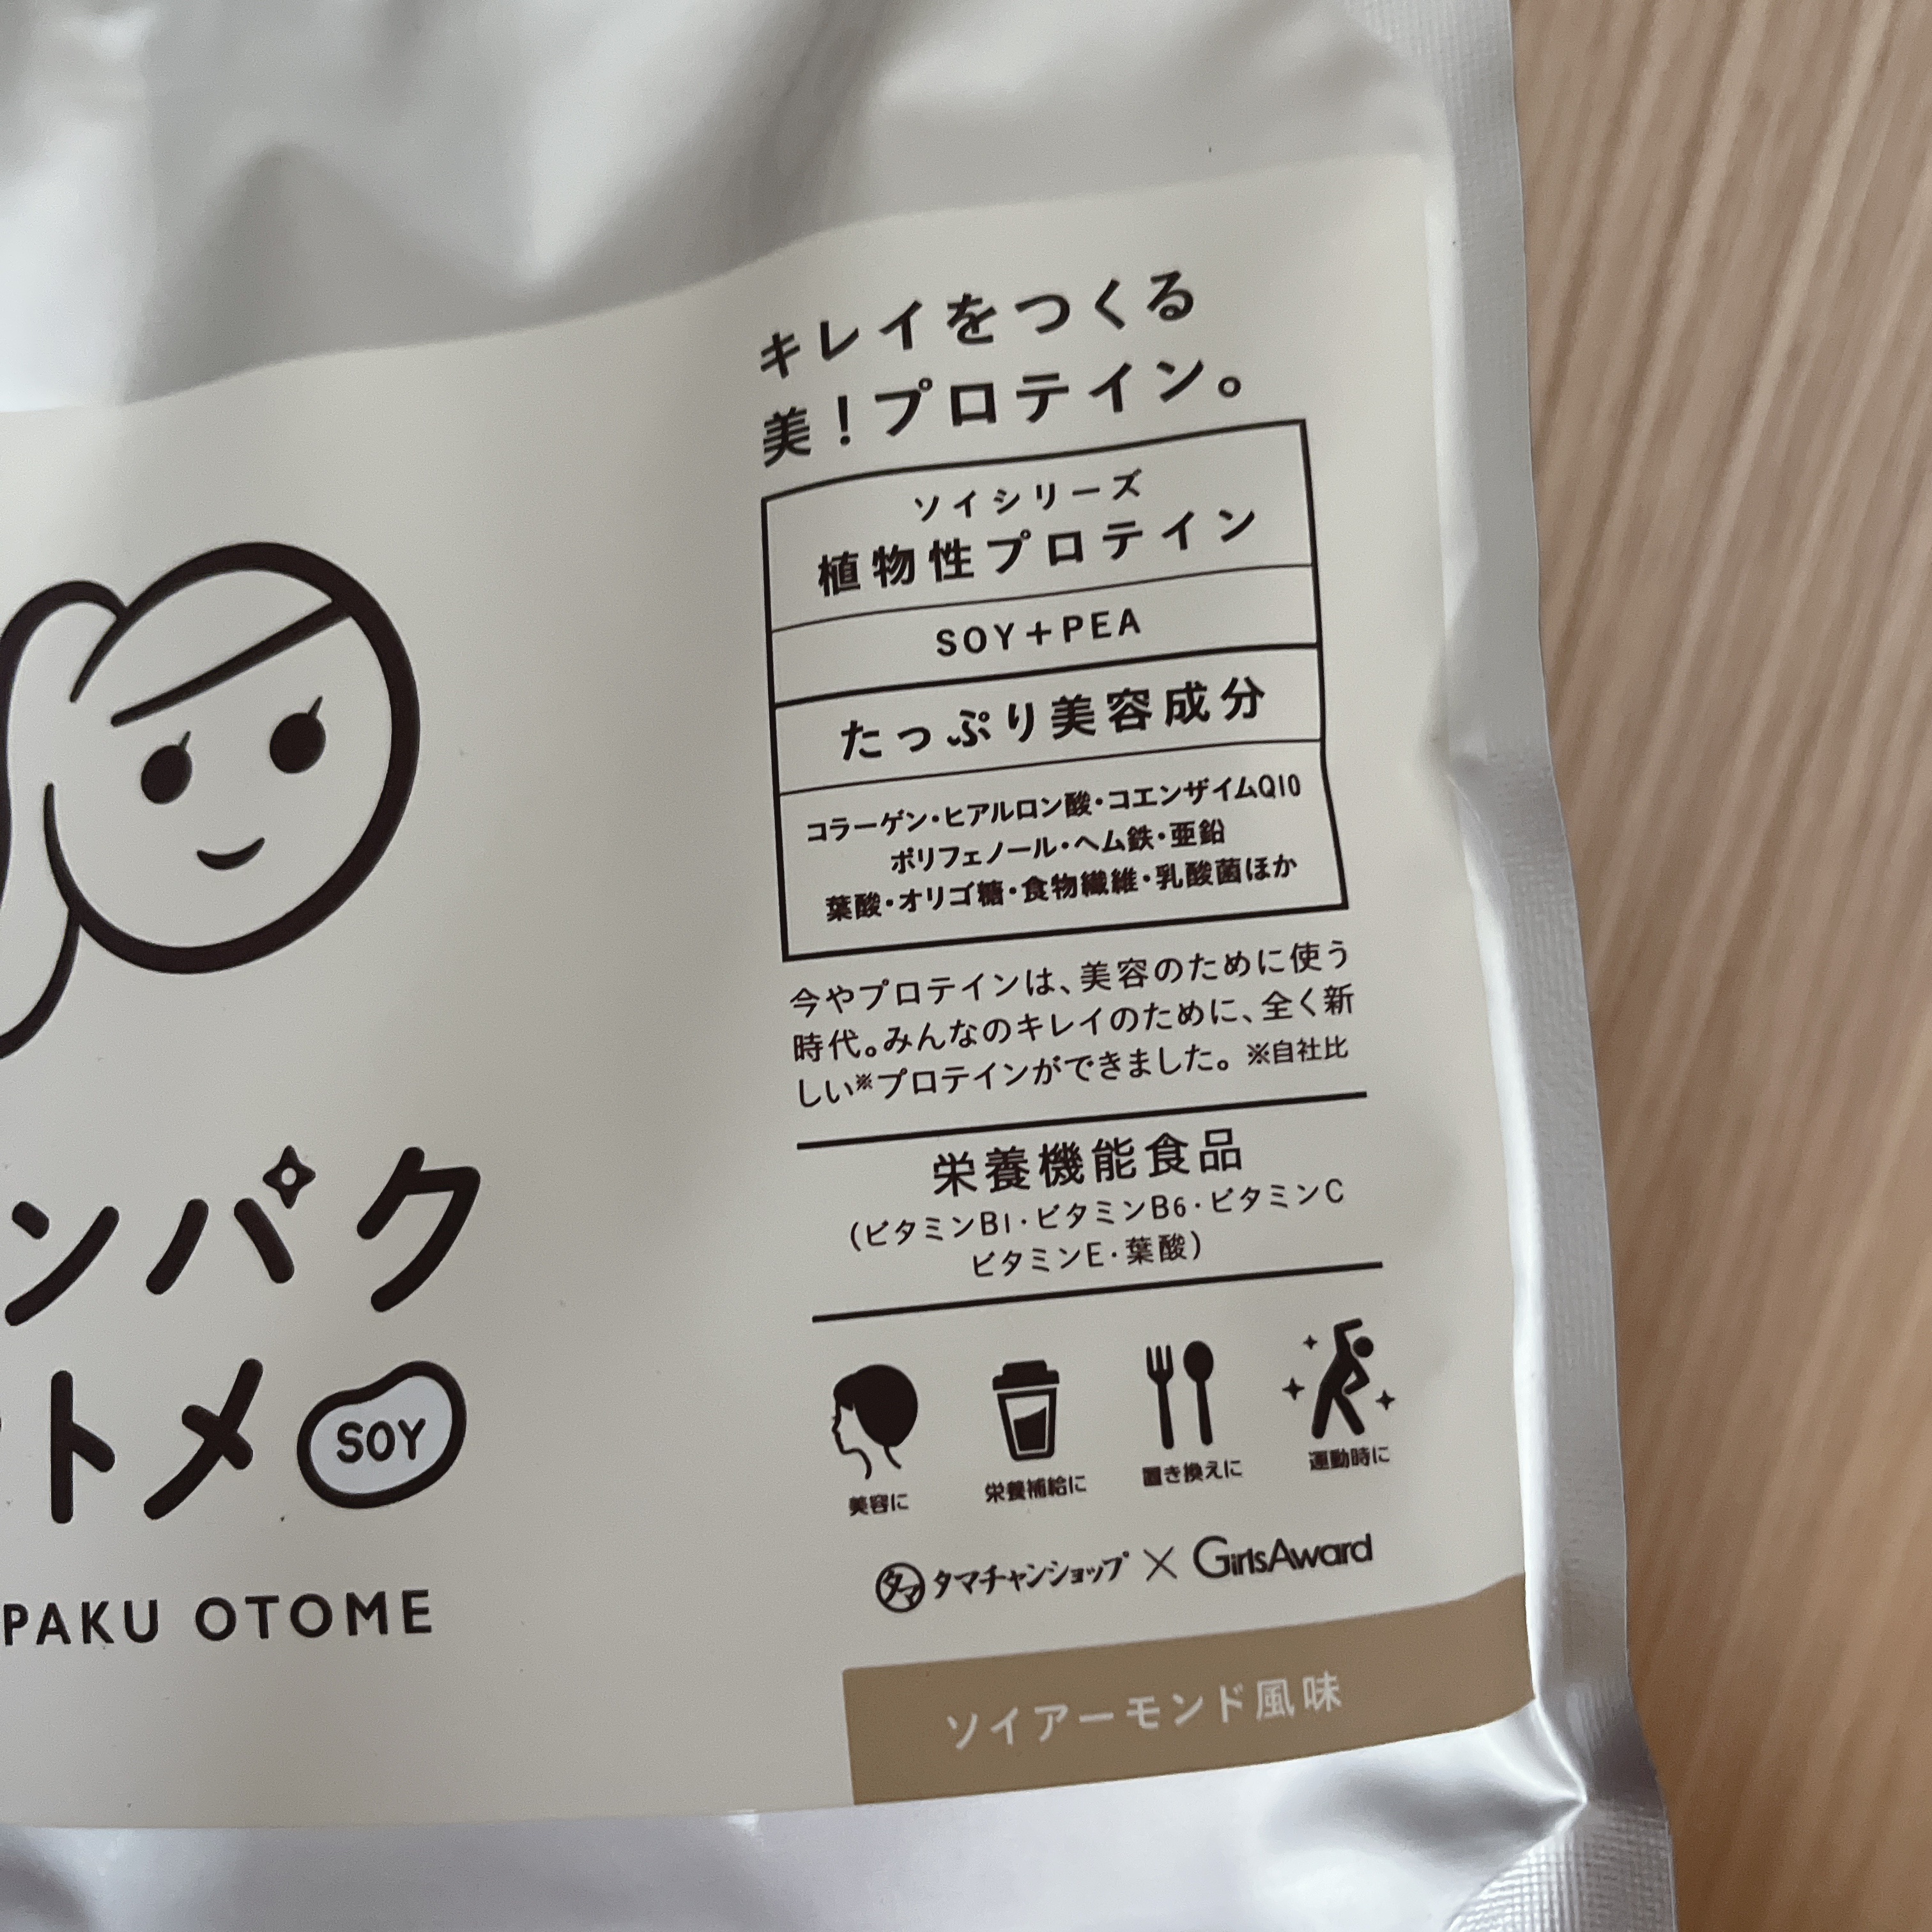 キレイをつくる
美！プロテイン。
ソイシリーズ
植物性プロテイン
SOY＋PEA
たっぷり美容成分
コラーゲン・ヒアルロン酸・コエンザイムQ10
ポリフェノール・ヘム鉄・亜鉛
葉酸・オリゴ糖・食物繊維・乳酸菌ほか
今やプロテインは、美容のために使う
時代。みんなのキレイのために、全く新
しい※プロテインができました。※自社比
栄養機能食品
(ビタミンB1・ビタミンB6・ビタミンC
ビタミンE・葉酸)
美容に 栄養補給に 置き換えに 運動時に
タマ タマチャンショップ × GirlsAward
ソイアーモンド風味
ンパク
トメ SOY
PAKU OTOME